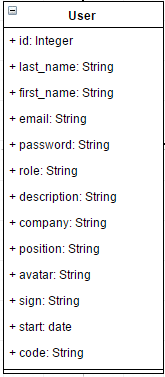 User
+ id: Integer
+ last_name: String
+ first_name: String
+ email: String
+ password: String
+ role: String
+ description: String
+ company: String
+ position: String
+ avatar: String
+ sign: String
+ start: date
+ code: String